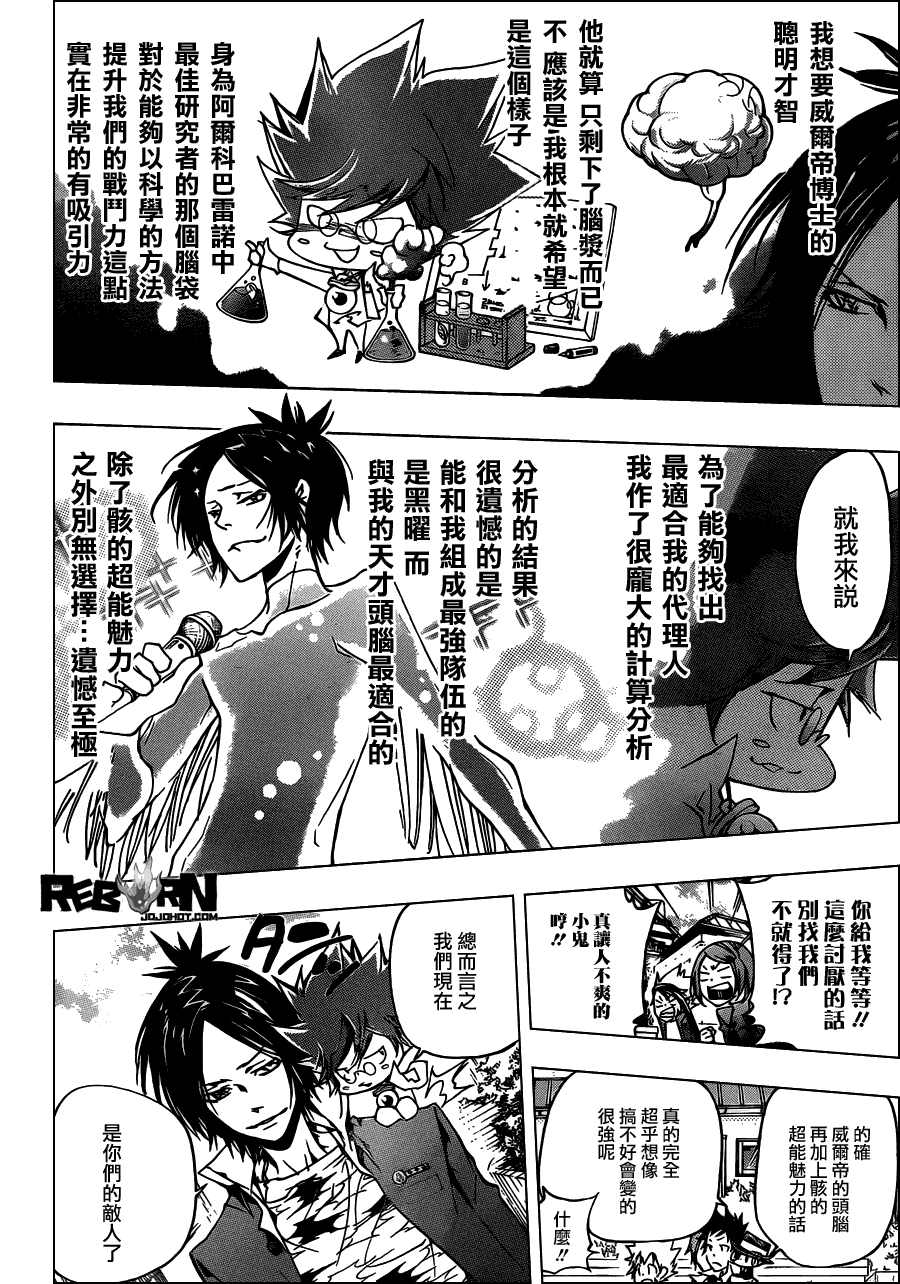 我想要威爾帝博士的
聰明才智
他就算 只剩下了腦漿而已
不 應該是 我根本就希望
是這個樣子
身為阿爾科巴雷諾中
最佳研究者的那個腦袋
對於能夠以科學的方法
提升我們的戰鬥力這點
實在非常的有吸引力
就我來說
為了能夠找出
最適合我的代理人
我作了很龐大的計算分析
分析的結果
很遺憾的是
能和我組成最強隊伍的
是黑曜 而
與我的天才頭腦最適合的
除了骸的超能魅力
之外別無選擇…遺憾至極
你給我等等!!
這麼討厭的話
別找我們
不就得了!?
真讓人不爽的
小鬼
哼!!
的確
威爾帝的頭腦
再加上骸的
超能魅力的話
真的完全
超乎想像
搞不好會變的
很強呢
什麼!!
總而言之
我們現在
是你們的敵人了
REBORN
JOJOHOT.COM